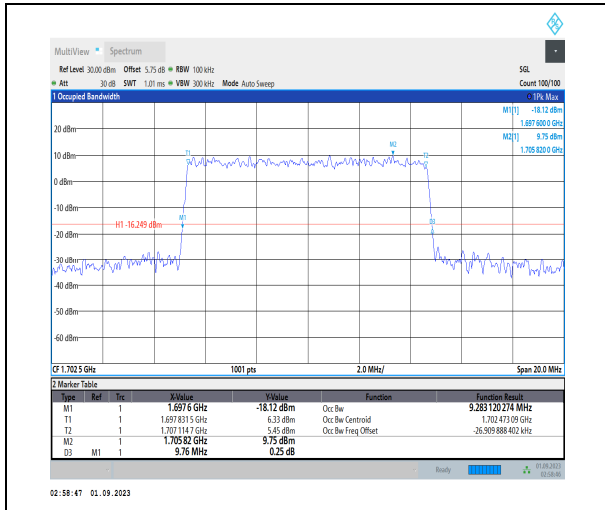 MultiView Spectrum
Ref Level 30.00 dBm Offset 5.75 dB RBW 100 kHz SGL
Att 30 dB SWT 1.01 ms VBW 300 kHz Mode Auto Sweep Count 100/100
1 Occupied Bandwidth 1Pk Max
M1[1] -18.12 dBm
1.697 600 0 GHz
M2[1] 9.75 dBm
1.705 820 0 GHz
20 dBm
M2
10 dBm
T1
T2
0 dBm
-10 dBm
M1
D3
H1 -16.249 dBm
-20 dBm
-30 dBm
-40 dBm
-50 dBm
-60 dBm
CF 1.702 5 GHz 1001 pts 2.0 MHz/ Span 20.0 MHz
2 Marker Table
Type Ref Trc X-Value Y-Value Function Function Result
M1 1 1.697 6 GHz -18.12 dBm Occ Bw 9.283 120 274 MHz
T1 1 1.697 831 5 GHz 6.33 dBm Occ Bw Centroid 1.702 473 09 GHz
T2 1 1.707 114 7 GHz 5.45 dBm Occ Bw Freq Offset -26.909 888 402 kHz
M2 1 1.705 82 GHz 9.75 dBm
D3 M1 1 9.76 MHz 0.25 dB
Ready 01.09.2023
02:58:46
02:58:47 01.09.2023